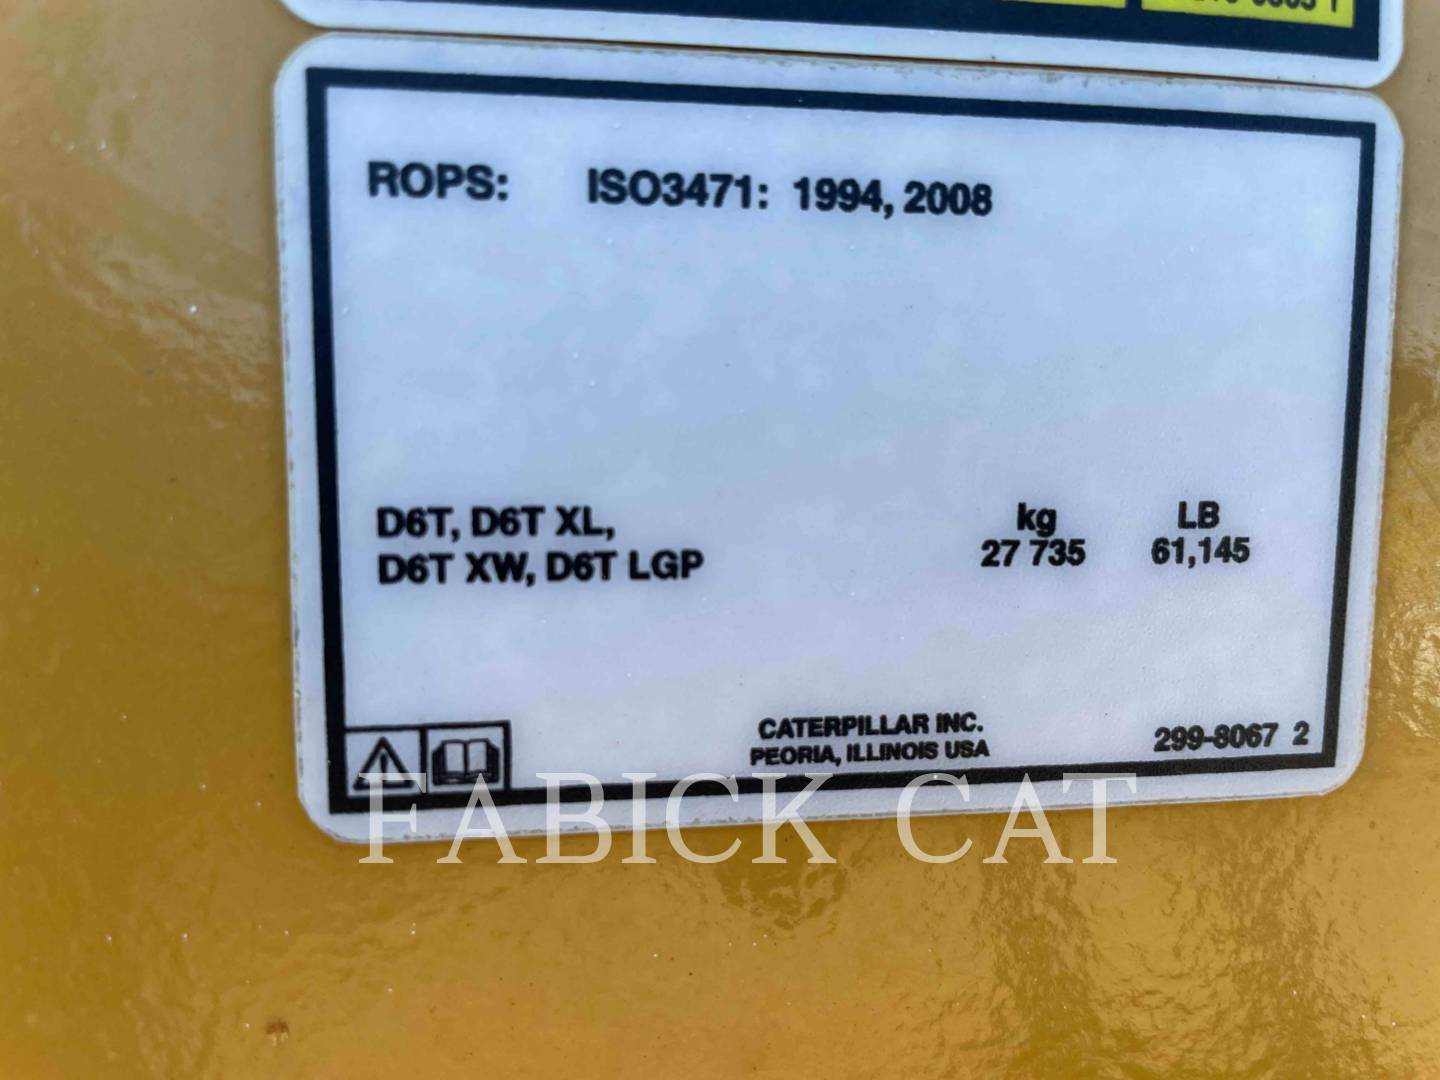 ROPS: ISO3471: 1994, 2008
D6T, D6T XL,
D6T XW, D6T LGP
kg LB
27 735 61,145
CATERPILLAR INC.
PEORIA, ILLINOIS USA
299-8067 2
FABICK CAT